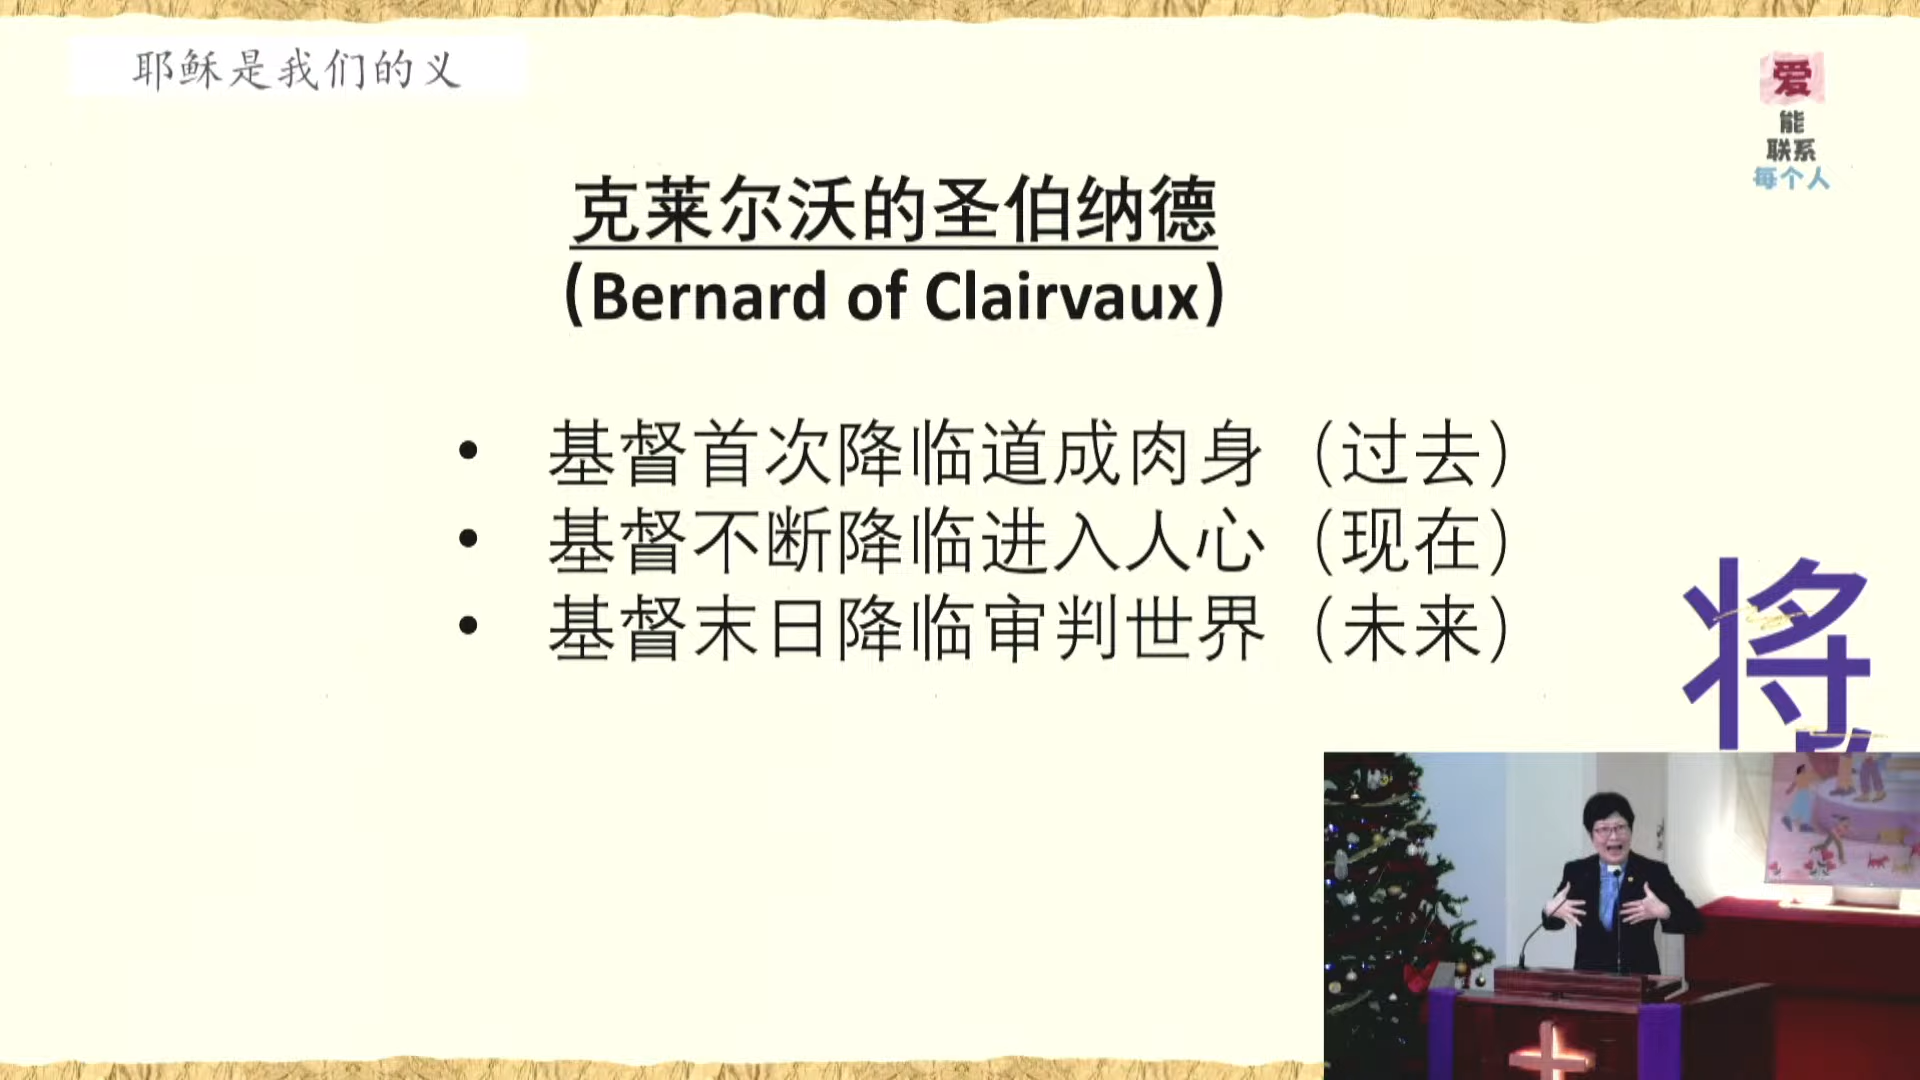 耶稣是我们的义
爱
能
联系
每个人
克莱尔沃的圣伯纳德
（Bernard of Clairvaux）
• 基督首次降临道成肉身（过去）
• 基督不断降临进入人心（现在）
• 基督末日降临审判世界（未来）
将